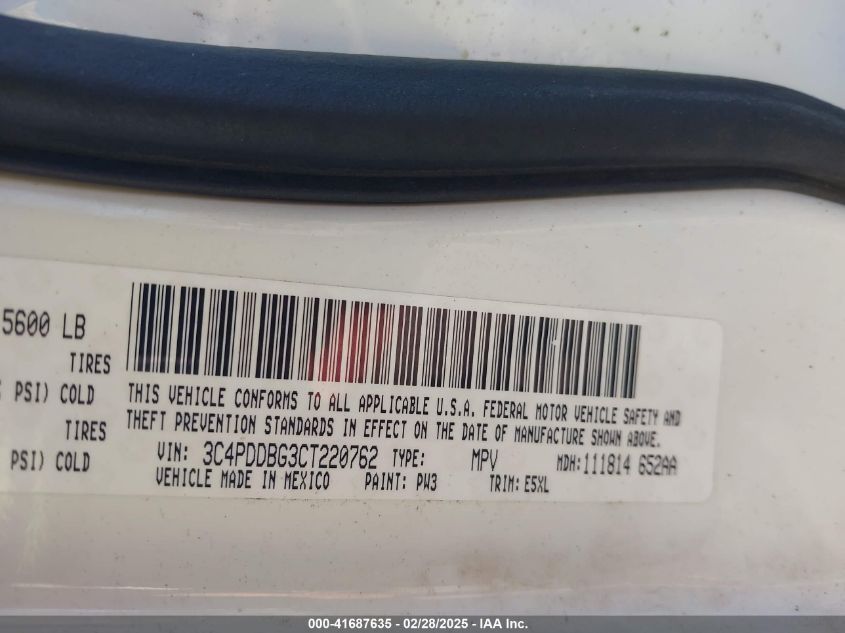 5600 LB
TIRES
PSI) COLD
TIRES
PSI) COLD
THIS VEHICLE CONFORMS TO ALL APPLICABLE U.S.A. FEDERAL MOTOR VEHICLE SAFETY AND
THEFT PREVENTION STANDARDS IN EFFECT ON THE DATE OF MANUFACTURE SHOWN ABOVE.
VIN: 3C4PDDBG3CT220762 TYPE: MPV MDH:111814 652AA
VEHICLE MADE IN MEXICO PAINT: PW3 TRIM: E5XL
000-41687635 - 02/28/2025 - IAA Inc.